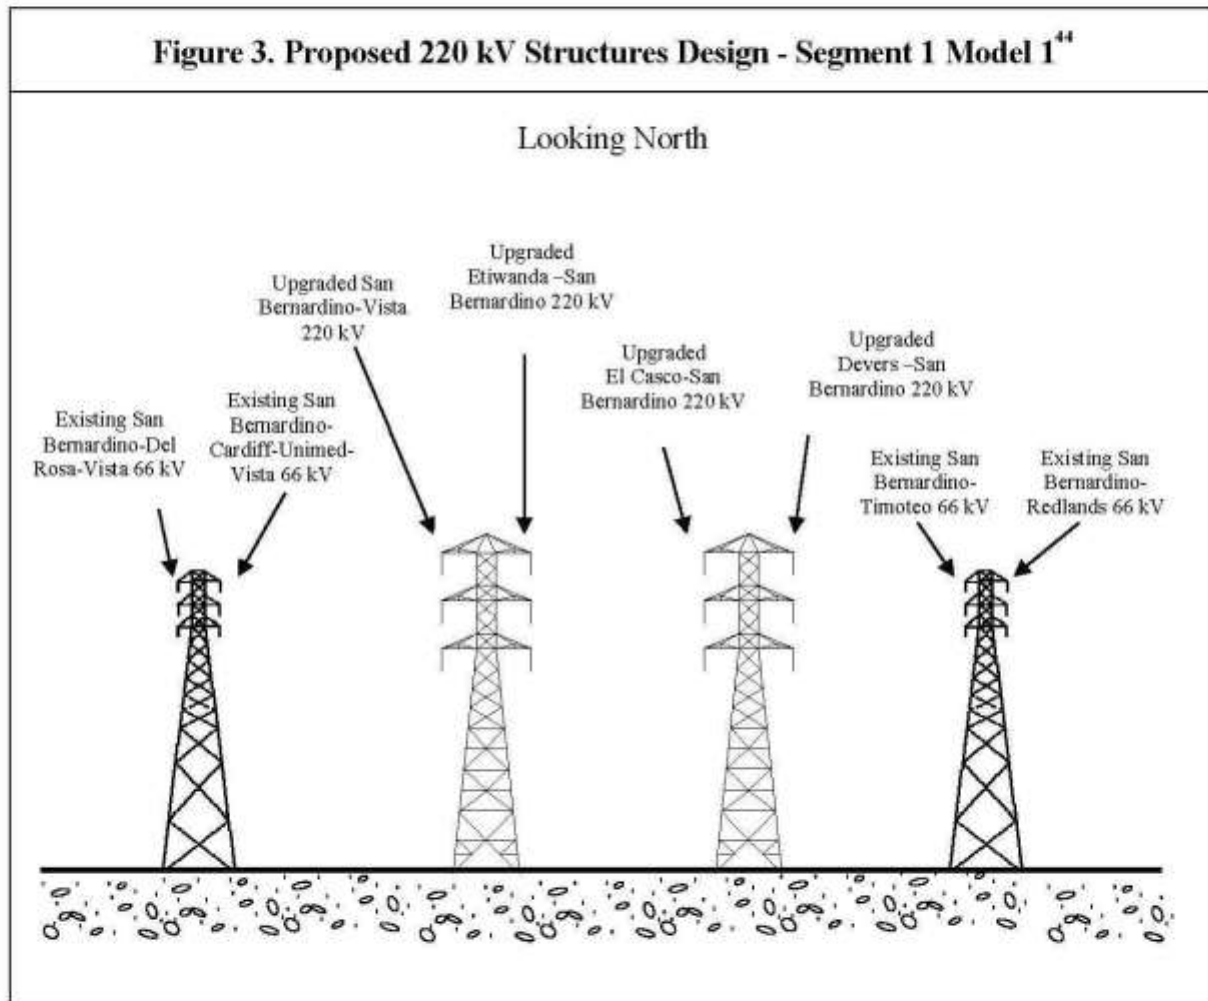 Figure 3. Proposed 220 kV Structures Design - Segment 1 Model 1⁴⁴
Looking North
Existing San
Bernardino-Del
Rosa-Vista 66 kV
Existing San
Bernardino-
Cardiff-Unimed-
Vista 66 kV
Upgraded San
Bernardino-Vista
220 kV
Upgraded
Etiwanda –San
Bernardino 220 kV
Upgraded
El Casco-San
Bernardino 220 kV
Upgraded
Devers –San
Bernardino 220 kV
Existing San
Bernardino-
Timoteo 66 kV
Existing San
Bernardino-
Redlands 66 kV